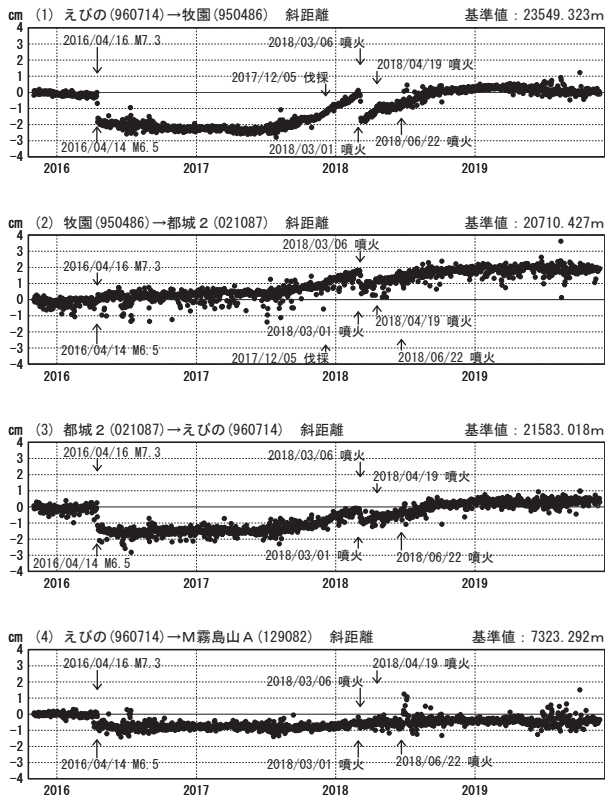 (1) えびの(960714)→牧園(950486)　斜距離　基準値：23549.323m
cm
4
3
2
1
0
-1
-2
-3
-4
2016/04/16 M7.3
2018/03/06 噴火
2018/04/19 噴火
2017/12/05 伐採
2016/04/14 M6.5
2018/03/01 噴火
2018/06/22 噴火
2016 2017 2018 2019
(2) 牧園(950486)→都城２(021087)　斜距離　基準値：20710.427m
cm
4
3
2
1
0
-1
-2
-3
-4
2018/03/06 噴火
2016/04/16 M7.3
2018/03/01 噴火
2018/04/19 噴火
2016/04/14 M6.5
2017/12/05 伐採
2018/06/22 噴火
2016 2017 2018 2019
(3) 都城２(021087)→えびの(960714)　斜距離　基準値：21583.018m
cm
4
3
2
1
0
-1
-2
-3
-4
2016/04/16 M7.3
2018/03/06 噴火
2018/04/19 噴火
2016/04/14 M6.5
2018/03/01 噴火
2018/06/22 噴火
2016 2017 2018 2019
(4) えびの(960714)→Ｍ霧島山Ａ(129082)　斜距離　基準値：7323.292m
cm
4
3
2
1
0
-1
-2
-3
-4
2016/04/16 M7.3
2018/04/19 噴火
2018/03/06 噴火
2016/04/14 M6.5
2018/03/01 噴火
2018/06/22 噴火
2016 2017 2018 2019